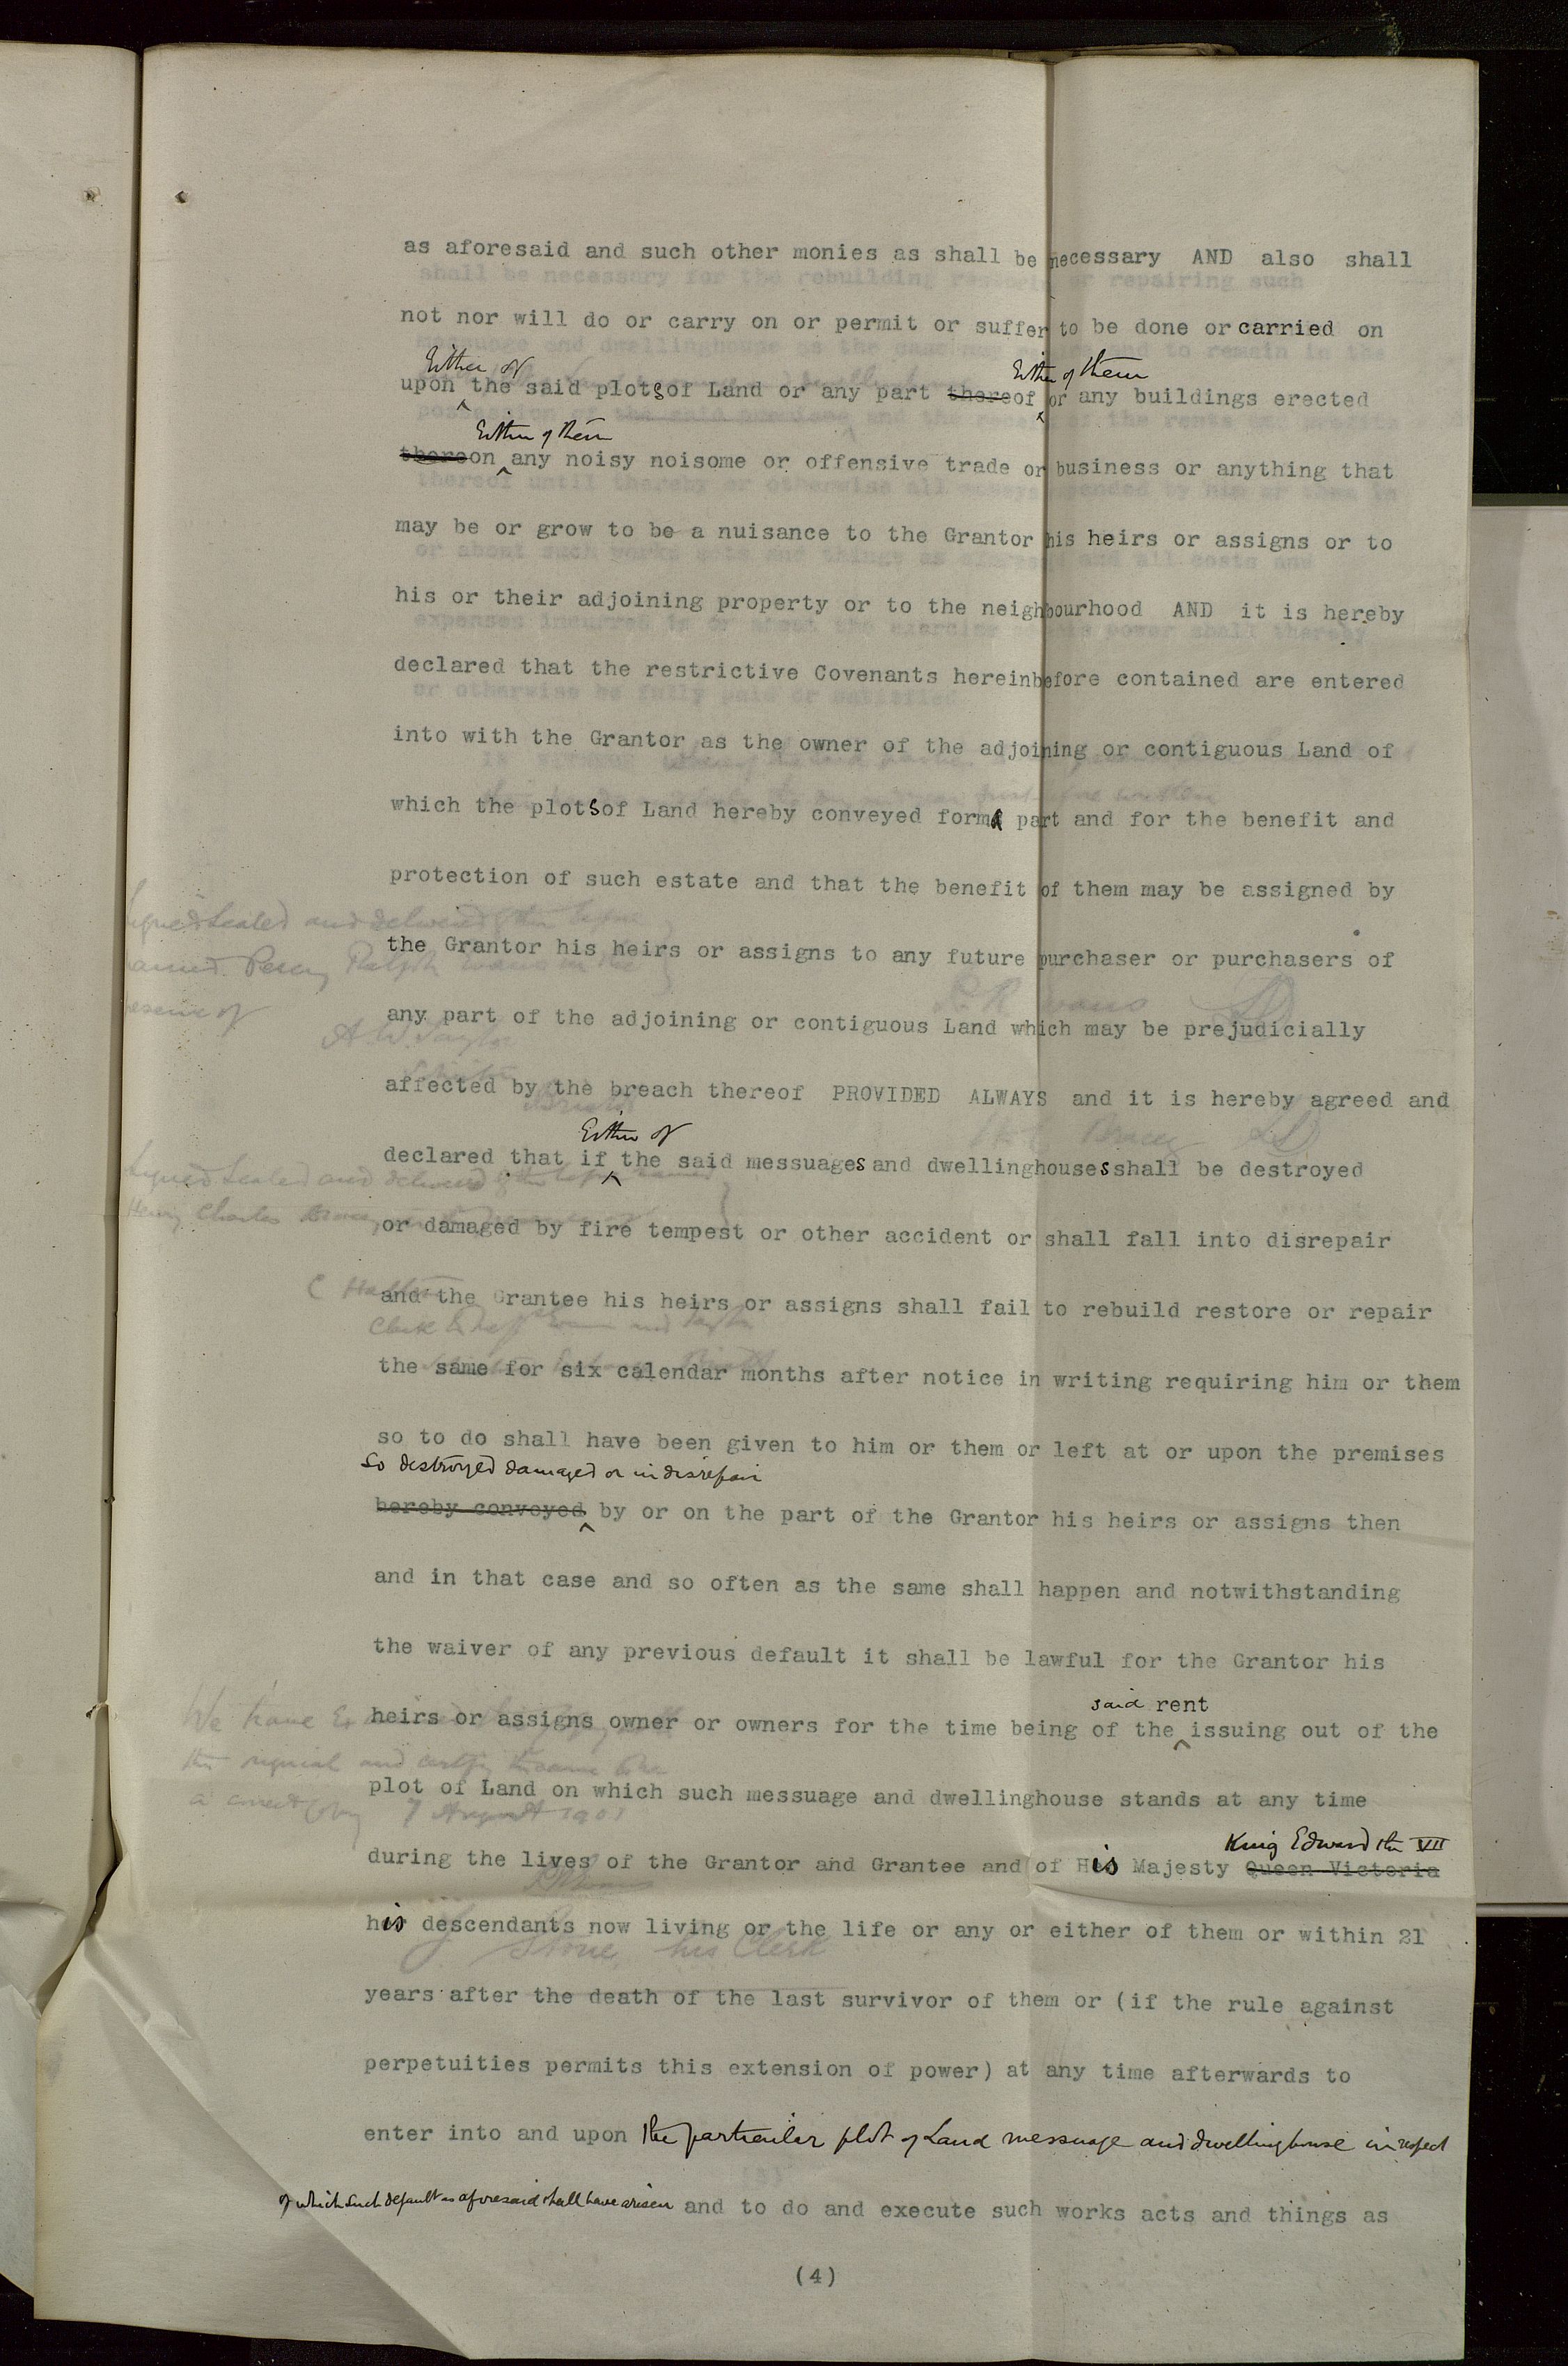 as aforesaid and such other monies as shall be necessary AND also shall
not nor will do or carry on or permit or suffer to be done or carried on
Either of Either of them
upon the said plots of Land or any part thereof or any buildings erected
Either of them
thereon any noisy noisome or offensive trade or business or anything that
may be or grow to be a nuisance to the Grantor his heirs or assigns or to
his or their adjoining property or to the neighbourhood AND it is hereby
declared that the restrictive Covenants hereinbefore contained are entered
into with the Grantor as the owner of the adjoining or contiguous Land of
which the plots of Land hereby conveyed form part and for the benefit and
protection of such estate and that the benefit of them may be assigned by
the Grantor his heirs or assigns to any future purchaser or purchasers of
any part of the adjoining or contiguous Land which may be prejudicially
affected by the breach thereof PROVIDED ALWAYS and it is hereby agreed and
Either of
declared that if the said messuages and dwellinghouses shall be destroyed
or damaged by fire tempest or other accident or shall fall into disrepair
and the Grantee his heirs or assigns shall fail to rebuild restore or repair
the same for six calendar months after notice in writing requiring him or them
so to do shall have been given to him or them or left at or upon the premises
so destroyed damaged or in disrepair
hereby conveyed by or on the part of the Grantor his heirs or assigns then
and in that case and so often as the same shall happen and notwithstanding
the waiver of any previous default it shall be lawful for the Grantor his
said rent
heirs or assigns owner or owners for the time being of the issuing out of the
plot of Land on which such messuage and dwellinghouse stands at any time
King Edward the VII
during the lives of the Grantor and Grantee and of His Majesty Queen Victoria
his descendants now living or the life or any or either of them or within 21
years after the death of the last survivor of them or (if the rule against
perpetuities permits this extension of power) at any time afterwards to
enter into and upon the particular plot of Land messuage and dwellinghouse in respect
of which such default as aforesaid shall have arisen and to do and execute such works acts and things as
(4)